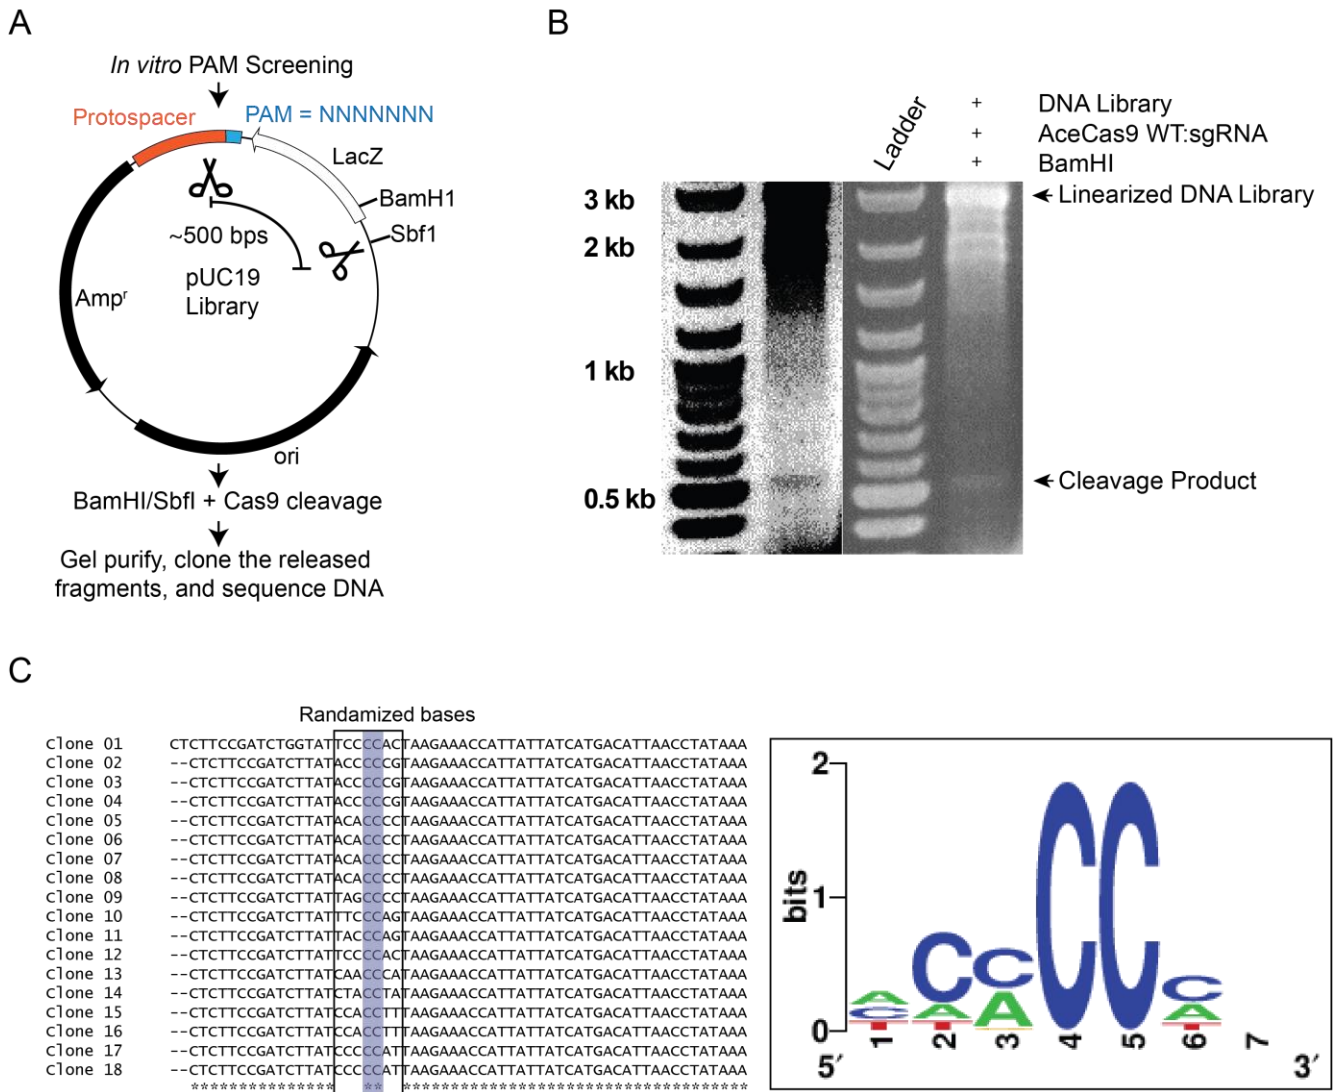 A
In vitro PAM Screening
Protospacer
PAM = NNNNNNN
LacZ
BamH1
Sbf1
~500 bps
pUC19
Library
Ampʳ
ori
BamHI/SbfI + Cas9 cleavage
Gel purify, clone the released
fragments, and sequence DNA
B
Ladder
+ DNA Library
+ AceCas9 WT:sgRNA
+ BamHI
3 kb
2 kb
1 kb
0.5 kb
Linearized DNA Library
Cleavage Product
C
Randomized bases
Clone 01 CTCTTCCGATCTGGTATTCCCCACTAAGAAACCATTATTATCATGACATTAACCTATAAA
Clone 02 --CTCTTCCGATCTTATACCCCCGTAAGAAACCATTATTATCATGACATTAACCTATAAA
Clone 03 --CTCTTCCGATCTTATACCCCCGTAAGAAACCATTATTATCATGACATTAACCTATAAA
Clone 04 --CTCTTCCGATCTTATACCCCCGTAAGAAACCATTATTATCATGACATTAACCTATAAA
Clone 05 --CTCTTCCGATCTTATACACCCCTAAGAAACCATTATTATCATGACATTAACCTATAAA
Clone 06 --CTCTTCCGATCTTATACACCCCTAAGAAACCATTATTATCATGACATTAACCTATAAA
Clone 07 --CTCTTCCGATCTTATACACCCCTAAGAAACCATTATTATCATGACATTAACCTATAAA
Clone 08 --CTCTTCCGATCTTATACACCCCTAAGAAACCATTATTATCATGACATTAACCTATAAA
Clone 09 --CTCTTCCGATCTTATTAGCCCCTAAGAAACCATTATTATCATGACATTAACCTATAAA
Clone 10 --CTCTTCCGATCTTATTTCCCAGTAAGAAACCATTATTATCATGACATTAACCTATAAA
Clone 11 --CTCTTCCGATCTTATTACCCAGTAAGAAACCATTATTATCATGACATTAACCTATAAA
Clone 12 --CTCTTCCGATCTTATTCCCCACTAAGAAACCATTATTATCATGACATTAACCTATAAA
Clone 13 --CTCTTCCGATCTTATCAACCCATAAGAAACCATTATTATCATGACATTAACCTATAAA
Clone 14 --CTCTTCCGATCTTATCTACCTATAAGAAACCATTATTATCATGACATTAACCTATAAA
Clone 15 --CTCTTCCGATCTTATCCACCTTTAAGAAACCATTATTATCATGACATTAACCTATAAA
Clone 16 --CTCTTCCGATCTTATCCACCTTTAAGAAACCATTATTATCATGACATTAACCTATAAA
Clone 17 --CTCTTCCGATCTTATCCCCCATTAAGAAACCATTATTATCATGACATTAACCTATAAA
Clone 18 --CTCTTCCGATCTTATCCCCCATTAAGAAACCATTATTATCATGACATTAACCTATAAA
*************** ** ************************************
bits
2
1
0
A C T
C A T
C A
C
C
C A T
1 2 3 4 5 6 7
5′ 3′